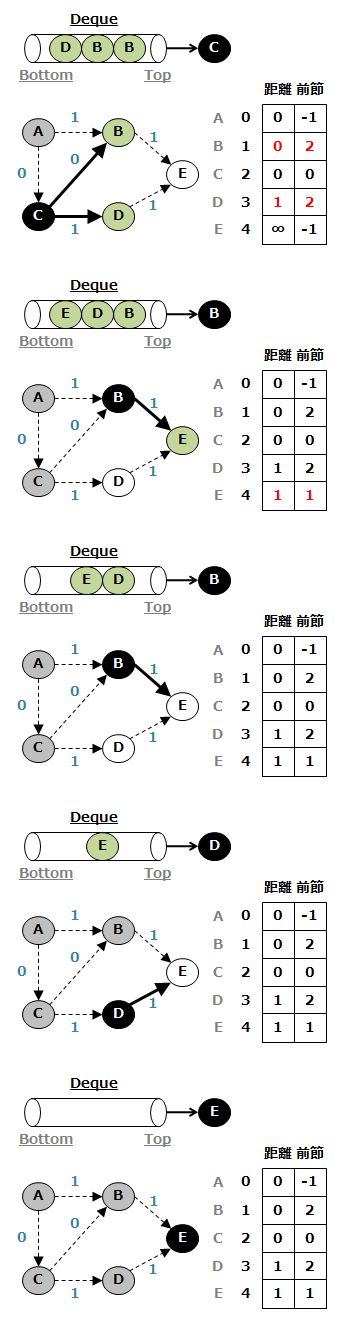 Deque
D B B C
Bottom Top
距離 前節
A 0 0 -1
B 1 0 2
C 2 0 0
D 3 1 2
E 4 ∞ -1
A 1 B 1
0 0 E
C 1 D 1
Deque
E D B B
Bottom Top
距離 前節
A 0 0 -1
B 1 0 2
C 2 0 0
D 3 1 2
E 4 1 1
A 1 B 1
0 0 E
C 1 D 1
Deque
E D B
Bottom Top
距離 前節
A 0 0 -1
B 1 0 2
C 2 0 0
D 3 1 2
E 4 1 1
A 1 B 1
0 0 E
C 1 D 1
Deque
E D
Bottom Top
距離 前節
A 0 0 -1
B 1 0 2
C 2 0 0
D 3 1 2
E 4 1 1
A 1 B 1
0 0 E
C 1 D 1
Deque
E
Bottom Top
距離 前節
A 0 0 -1
B 1 0 2
C 2 0 0
D 3 1 2
E 4 1 1
A 1 B 1
0 0 E
C 1 D 1